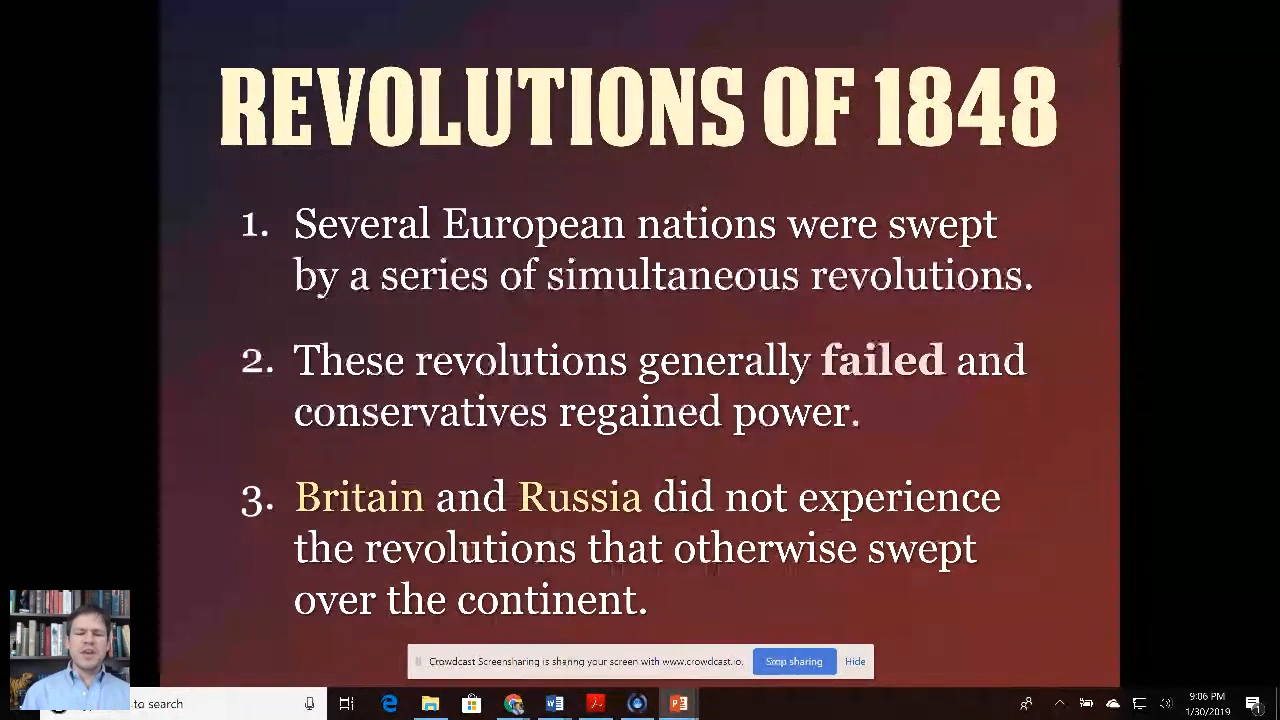 REVOLUTIONS OF 1848
1. Several European nations were swept
by a series of simultaneous revolutions.
2. These revolutions generally failed and
conservatives regained power.
3. Britain and Russia did not experience
the revolutions that otherwise swept
over the continent.
Crowdcast Screensharing is sharing your screen with www.crowdcast.io. Stop sharing Hide
to search
9:06 PM
1/30/2019